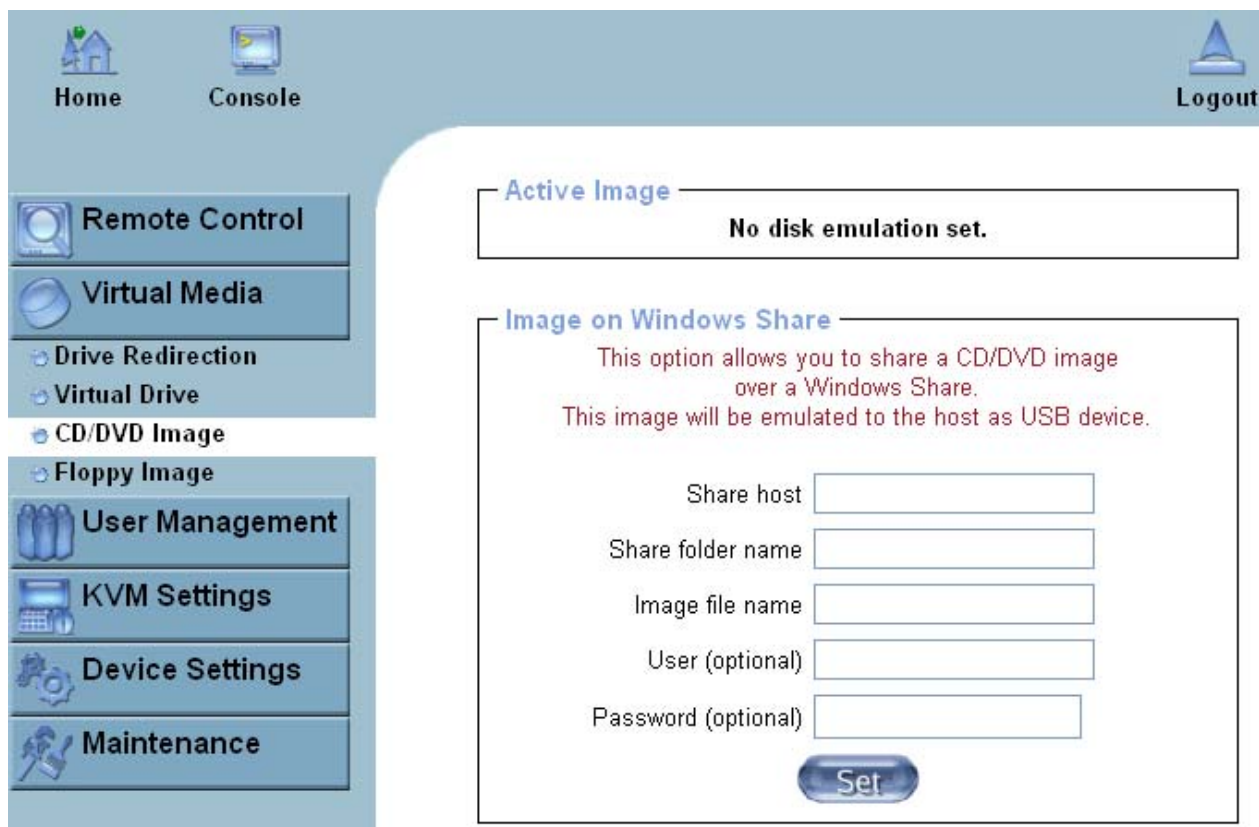 Home
Console
Logout
Remote Control
Virtual Media
Drive Redirection
Virtual Drive
CD/DVD Image
Floppy Image
User Management
KVM Settings
Device Settings
Maintenance
Active Image
No disk emulation set.
Image on Windows Share
This option allows you to share a CD/DVD image
over a Windows Share.
This image will be emulated to the host as USB device.
Share host
Share folder name
Image file name
User (optional)
Password (optional)
Set